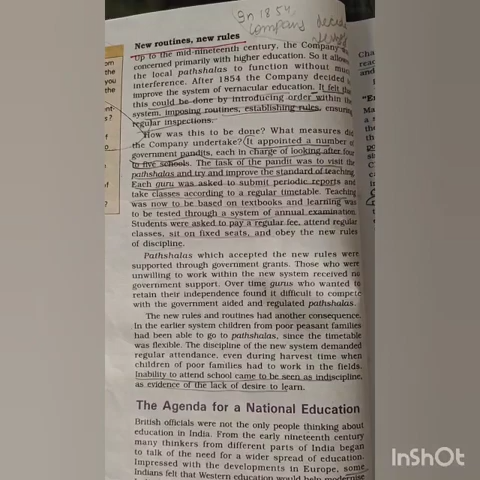 In 1854,
company decide
New routines, new rules
Up to the mid-nineteenth century, the Company
concerned primarily with higher education. So it allow
the local pathshalas to function without muc
interference. After 1854 the Company decided
improve the system of vernacular education. It felt tha
this could be done by introducing order within the
system, imposing routines, establishing rules, ensurin
regular inspections.
How was this to be done? What measures did
the Company undertake? It appointed a number of
government pandits, each in charge of looking after four
to five schools. The task of the pandit was to visit the
pathshalas and try and improve the standard of teaching.
Each guru was asked to submit periodic reports and
take classes according to a regular timetable. Teaching
was now to be based on textbooks and learning was
to be tested through a system of annual examination.
Students were asked to pay a regular fee, attend regular
classes, sit on fixed seats, and obey the new rules
of discipline.
Pathshalas which accepted the new rules were
supported through government grants. Those who were
unwilling to work within the new system received no
government support. Over time gurus who wanted to
retain their independence found it difficult to compete
with the government aided and regulated pathshalas.
The new rules and routines had another consequence.
In the earlier system children from poor peasant families
had been able to go to pathshalas, since the timetable
was flexible. The discipline of the new system demanded
regular attendance, even during harvest time when
children of poor families had to work in the fields.
Inability to attend school came to be seen as indiscipline,
as evidence of the lack of desire to learn.
The Agenda for a National Education
British officials were not the only people thinking about
education in India. From the early nineteenth century
many thinkers from different parts of India began
to talk of the need for a wider spread of education.
Impressed with the developments in Europe, some
Indians felt that Western education would help modernise
InShOt